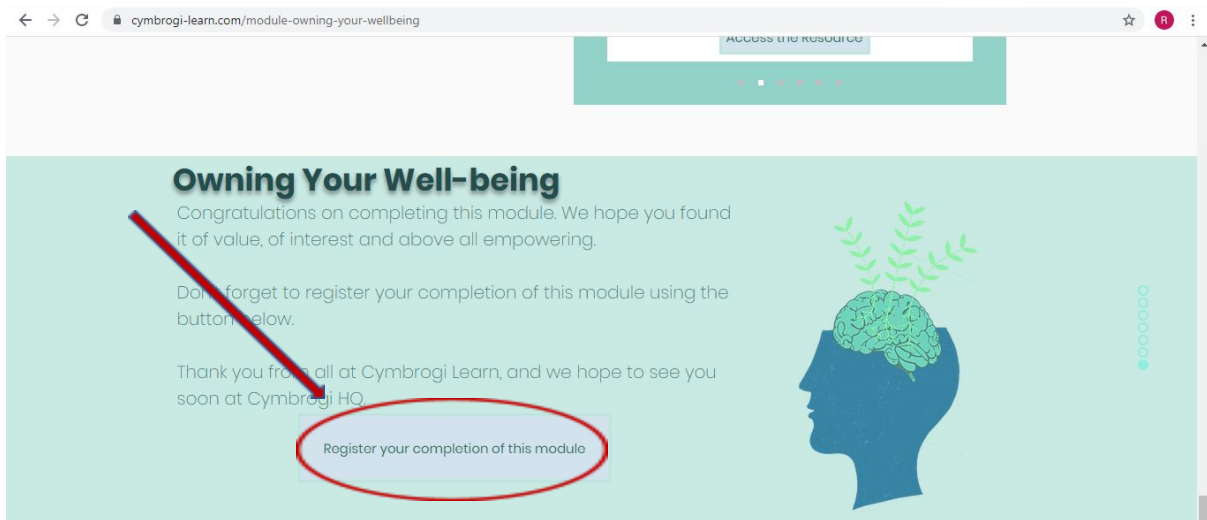 cymbrogi-learn.com/module-owning-your-wellbeing
R
Access the Resource
Owning Your Well-being
Congratulations on completing this module. We hope you found
it of value, of interest and above all empowering.
Don't forget to register your completion of this module using the
button below.
Thank you from all at Cymbrogi Learn, and we hope to see you
soon at Cymbrogi HQ.
Register your completion of this module